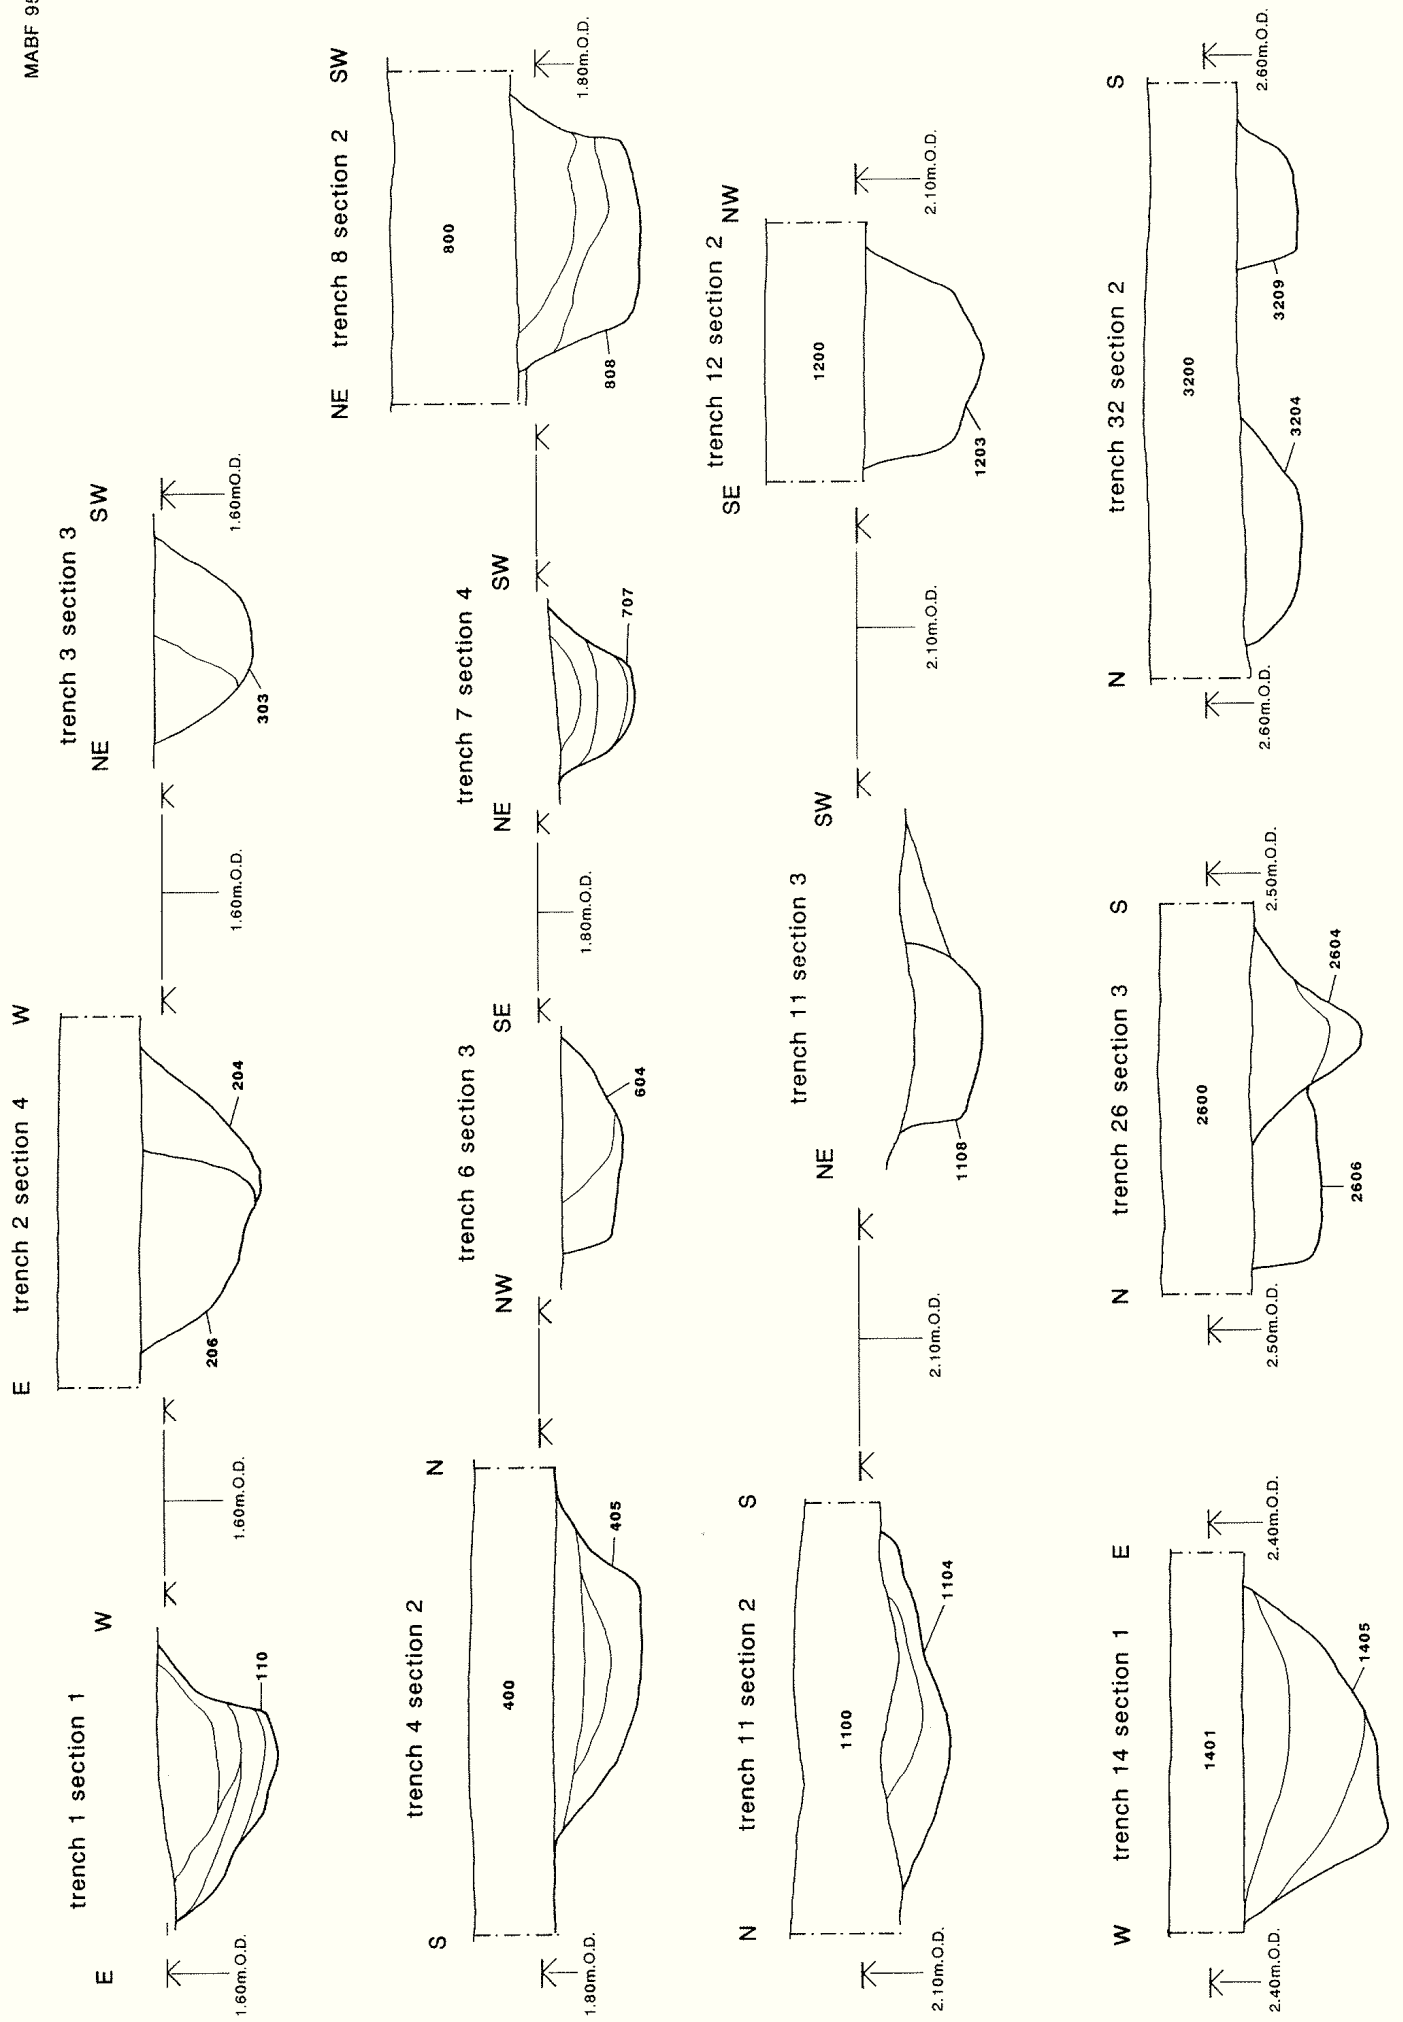 MABF 95
E
trench 1 section 1
W
110
1.60m.O.D.
1.60m.O.D.
E
trench 2 section 4
W
206
204
1.60m.O.D.
NE
trench 3 section 3
SW
303
1.60mO.D.
S
trench 4 section 2
N
400
405
1.80m.O.D.
NW
trench 6 section 3
SE
604
1.80m.O.D.
NE
trench 7 section 4
SW
707
NE
trench 8 section 2
SW
800
808
1.80m.O.D.
N
trench 11 section 2
S
1100
1104
2.10m.O.D.
2.10m.O.D.
NE
trench 11 section 3
SW
1108
2.10m.O.D.
SE
trench 12 section 2
NW
1200
1203
2.10m.O.D.
W
trench 14 section 1
E
1401
1405
2.40m.O.D.
2.40m.O.D.
N
trench 26 section 3
S
2600
2606
2604
2.50m.O.D.
2.50m.O.D.
N
trench 32 section 2
S
3200
3204
3209
2.60m.O.D.
2.60m.O.D.